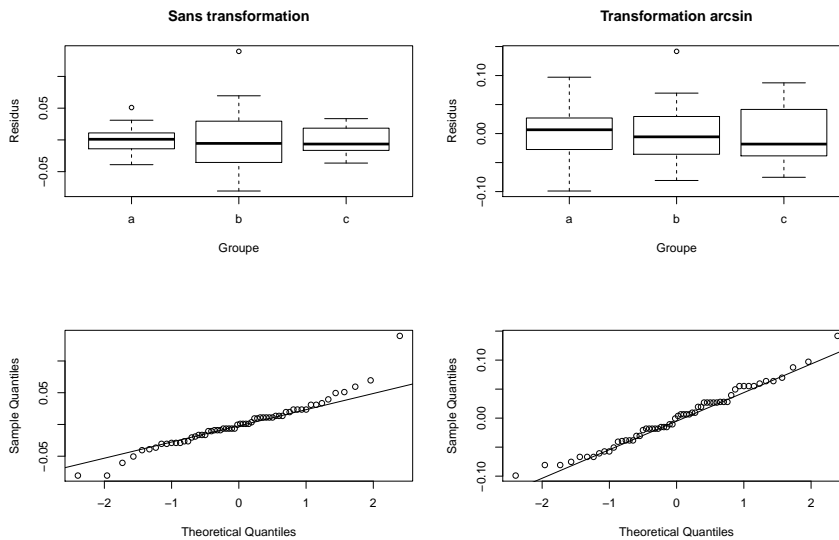 Sans transformation
Residus
0.05
−0.05
a
b
c
Groupe
Transformation arcsin
Residus
0.10
0.00
−0.10
a
b
c
Groupe
Sample Quantiles
0.05
−0.05
−2
−1
0
1
2
Theoretical Quantiles
Sample Quantiles
0.10
0.00
−0.10
−2
−1
0
1
2
Theoretical Quantiles